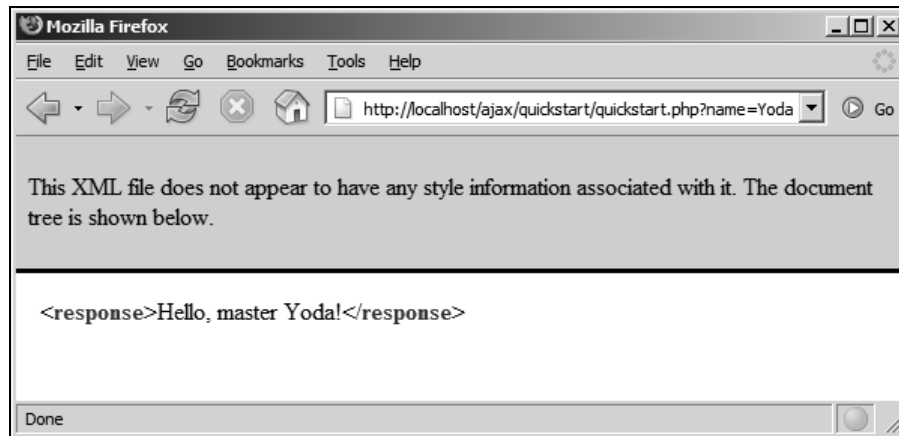 Mozilla Firefox
File Edit View Go Bookmarks Tools Help
http://localhost/ajax/quickstart/quickstart.php?name=Yoda Go
This XML file does not appear to have any style information associated with it. The document
tree is shown below.
<response>Hello, master Yoda!</response>
Done